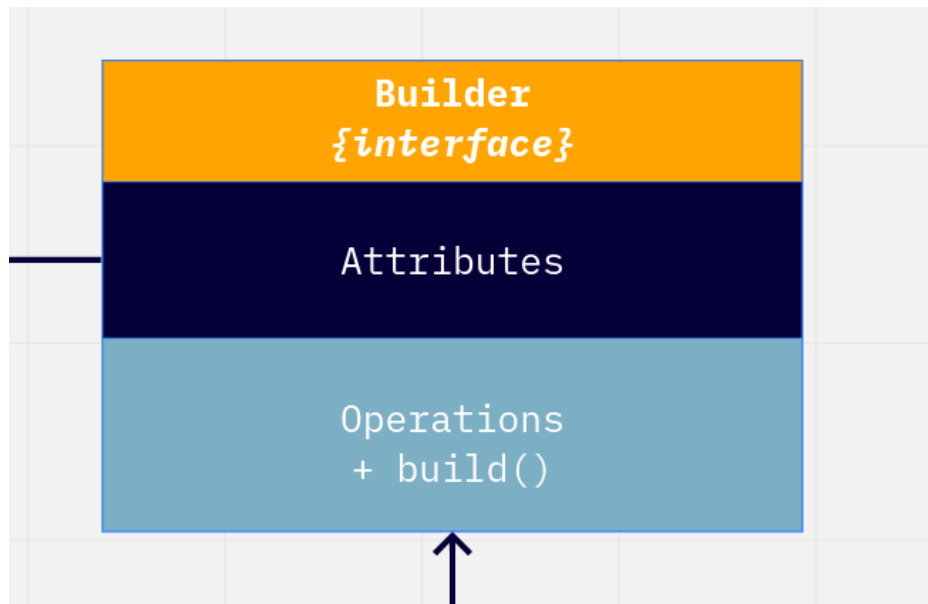 Builder
{interface}
Attributes
Operations
+ build()